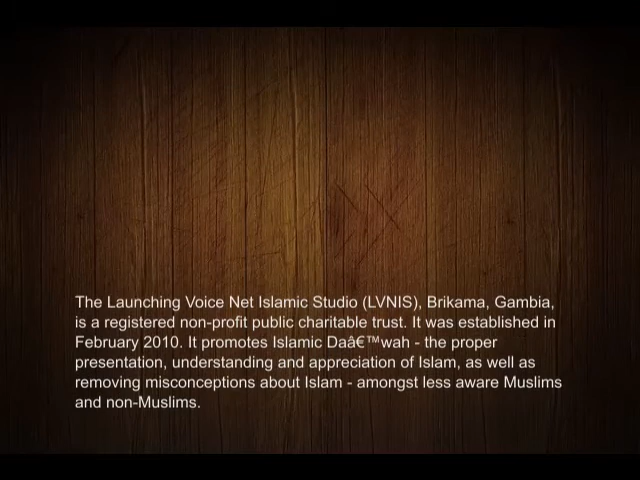 The Launching Voice Net Islamic Studio (LVNIS), Brikama, Gambia,
is a registered non-profit public charitable trust. It was established in
February 2010. It promotes Islamic Daâ€™wah - the proper
presentation, understanding and appreciation of Islam, as well as
removing misconceptions about Islam - amongst less aware Muslims
and non-Muslims.